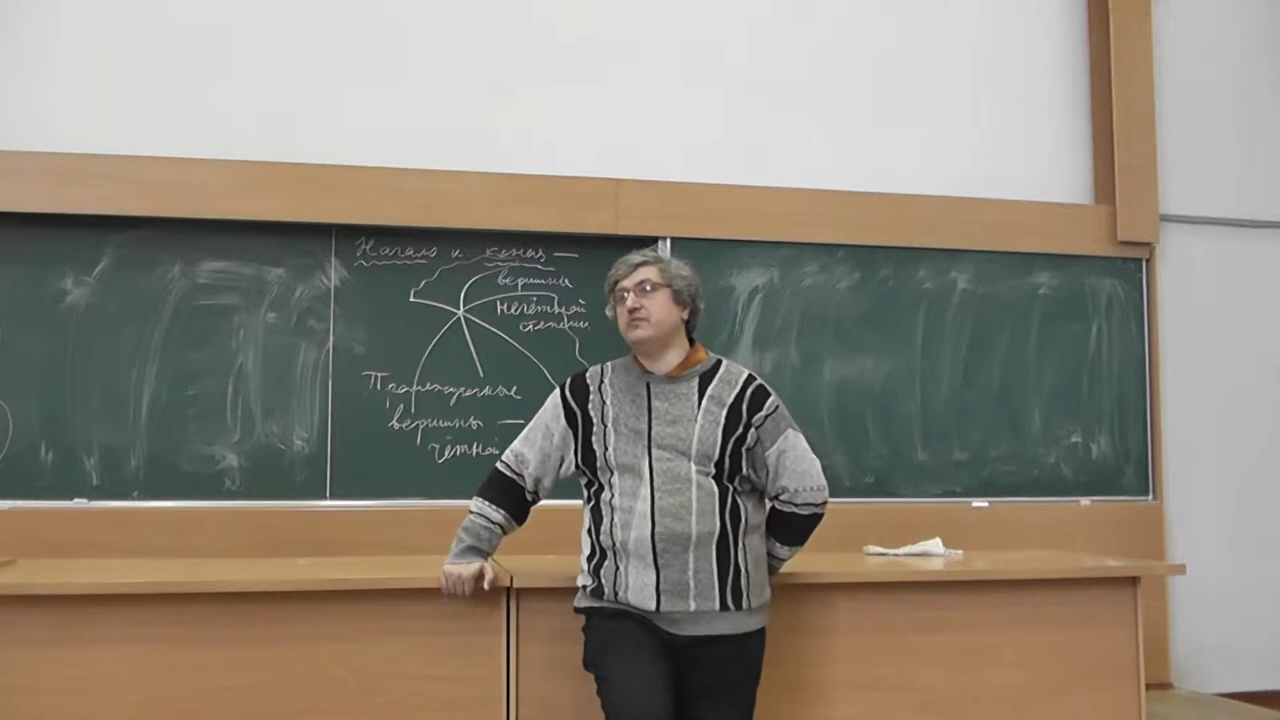 Начало и конец —
вершины
нечётной
степени.
Промежуточные
вершины —
чётной